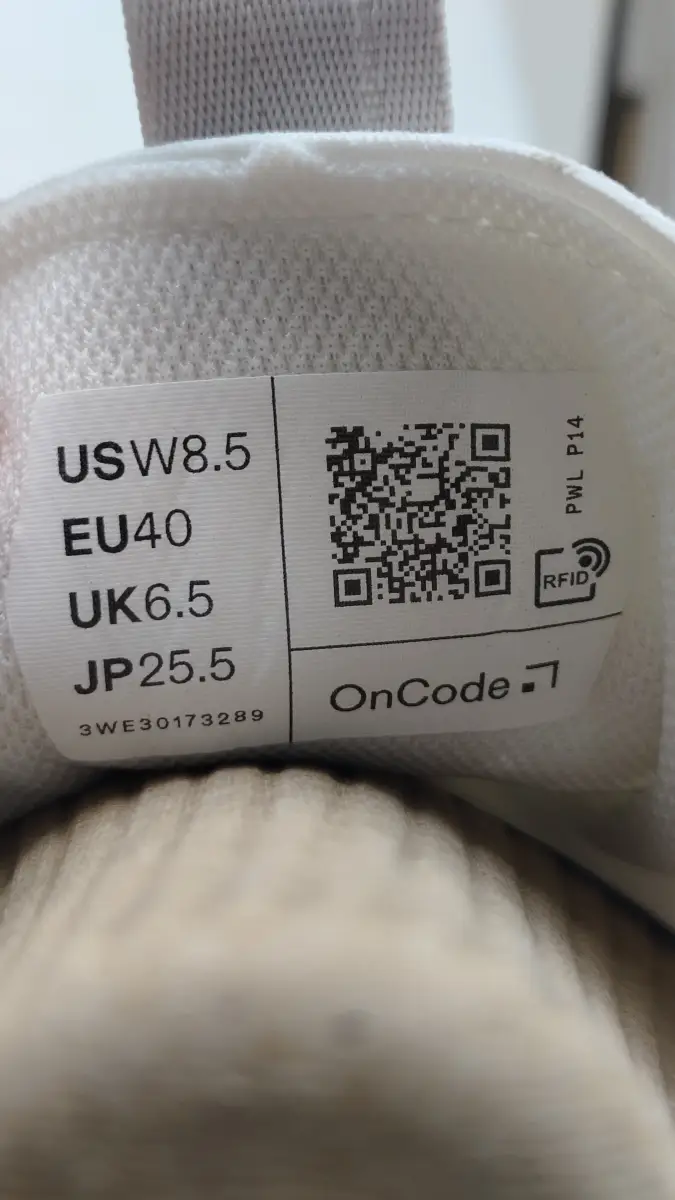 USW8.5
EU40
UK6.5
JP25.5
3WE30173289
PWL P14
RFID
OnCode